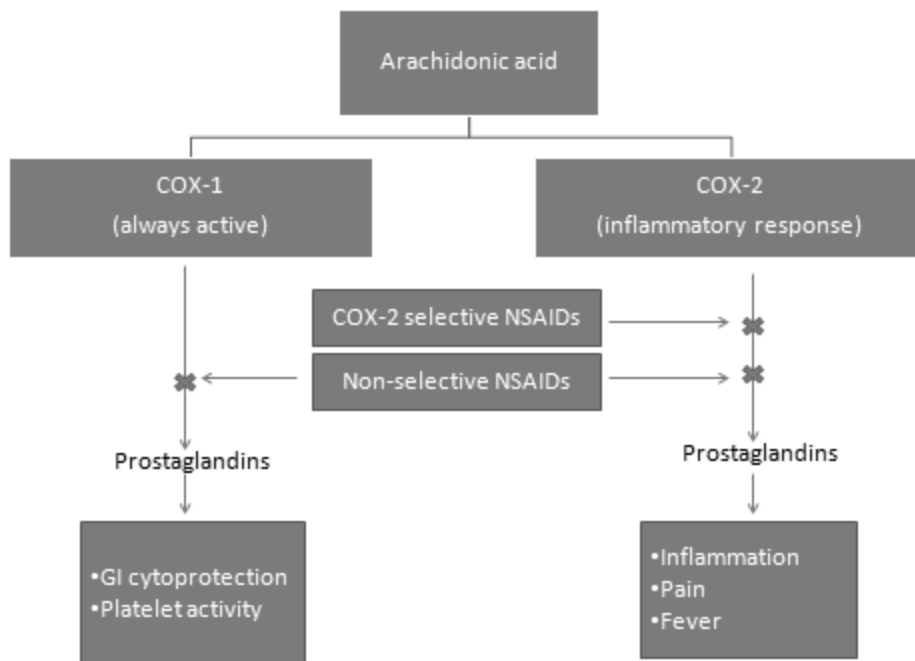 Arachidonic acid
COX-1
(always active)
COX-2
(inflammatory response)
COX-2 selective NSAIDs
Non-selective NSAIDs
Prostaglandins
Prostaglandins
•GI cytoprotection
•Platelet activity
•Inflammation
•Pain
•Fever